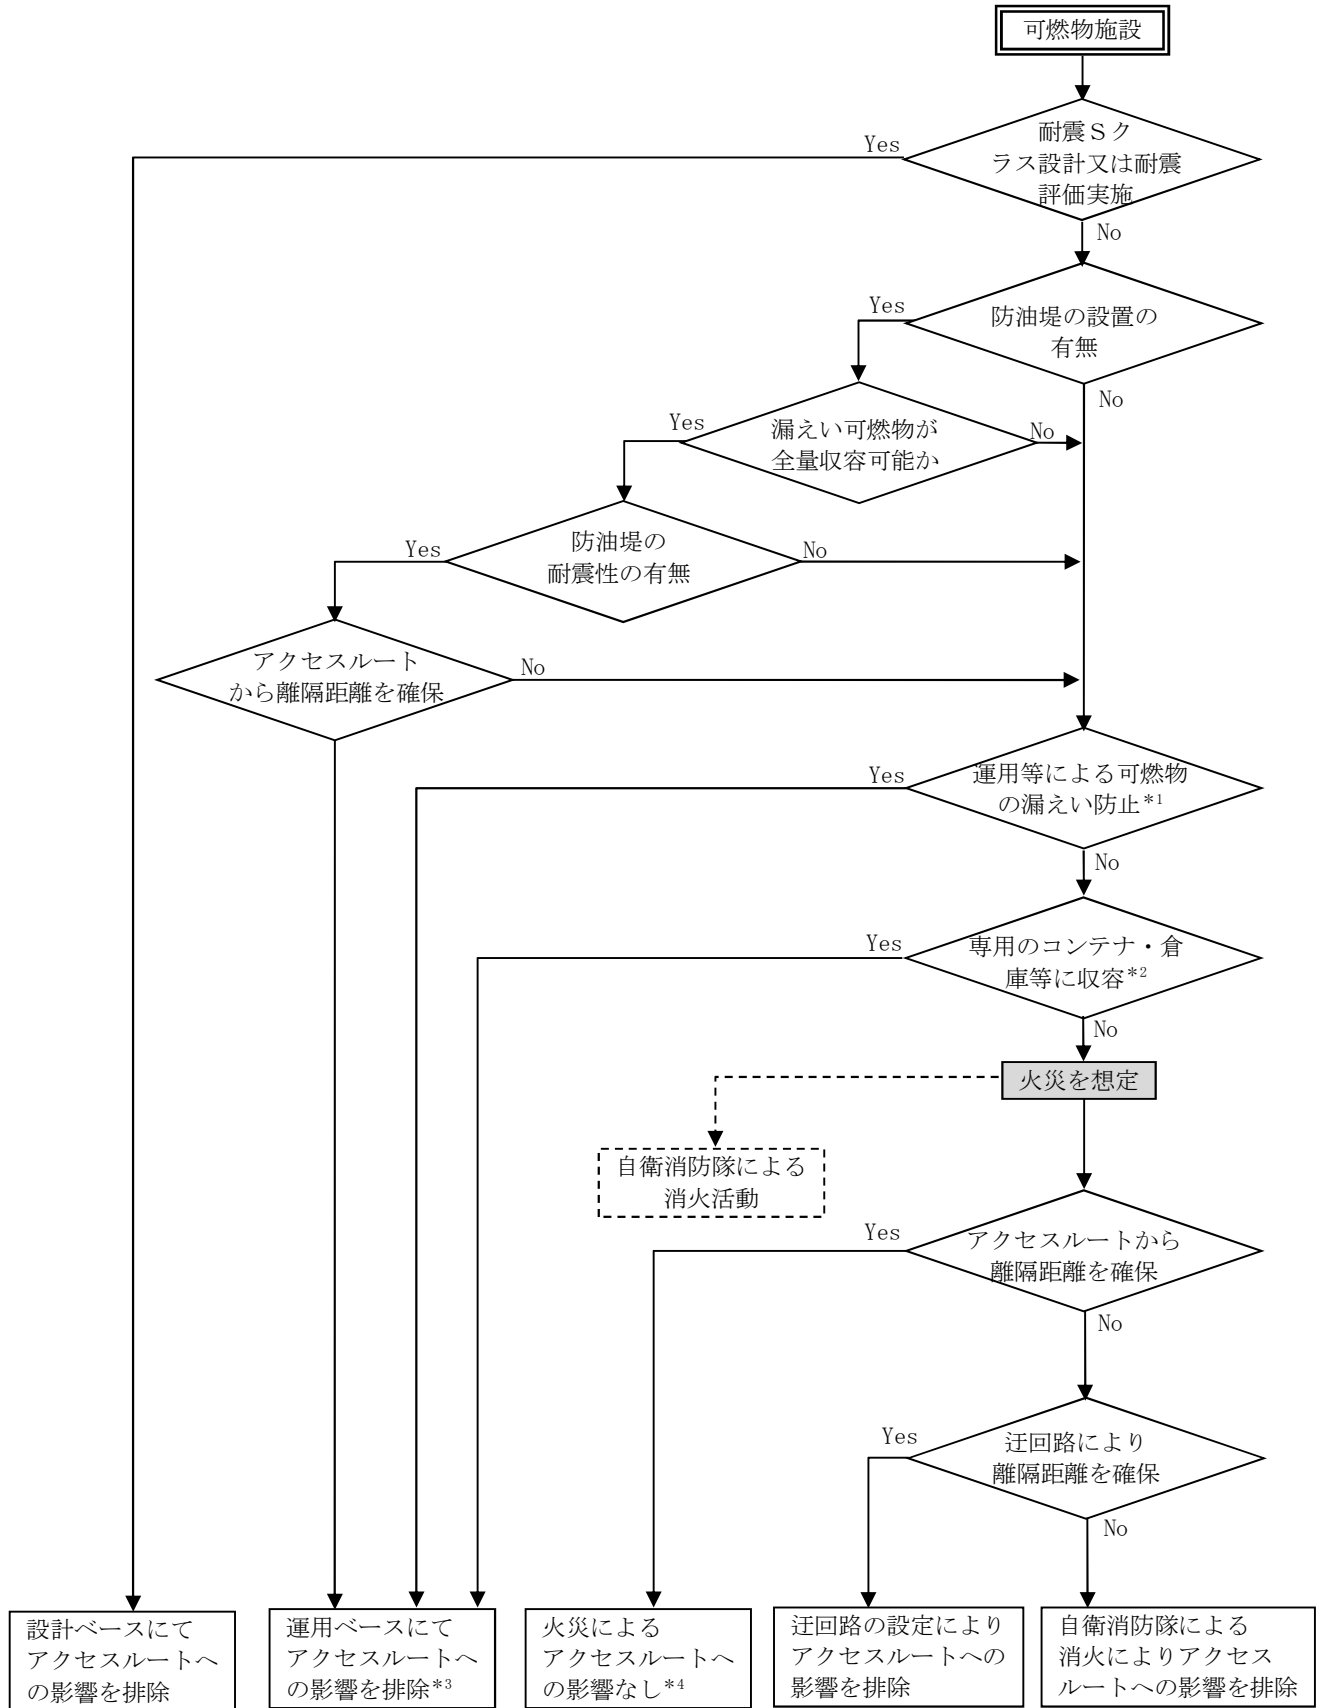 可燃物施設
耐震Ｓク
ラス設計又は耐震
評価実施
Yes
No
防油堤の設置の
有無
Yes
No
漏えい可燃物が
全量収容可能か
Yes
No
防油堤の
耐震性の有無
Yes
No
アクセスルート
から離隔距離を確保
No
運用等による可燃物
の漏えい防止*1
Yes
No
専用のコンテナ・倉
庫等に収容*2
Yes
No
火災を想定
自衛消防隊による
消火活動
アクセスルートから
離隔距離を確保
Yes
No
迂回路により
離隔距離を確保
Yes
No
設計ベースにて
アクセスルートへ
の影響を排除
運用ベースにて
アクセスルートへ
の影響を排除*3
火災による
アクセスルートへ
の影響なし*4
迂回路の設定により
アクセスルートへの
影響を排除
自衛消防隊による
消火によりアクセス
ルートへの影響を排除